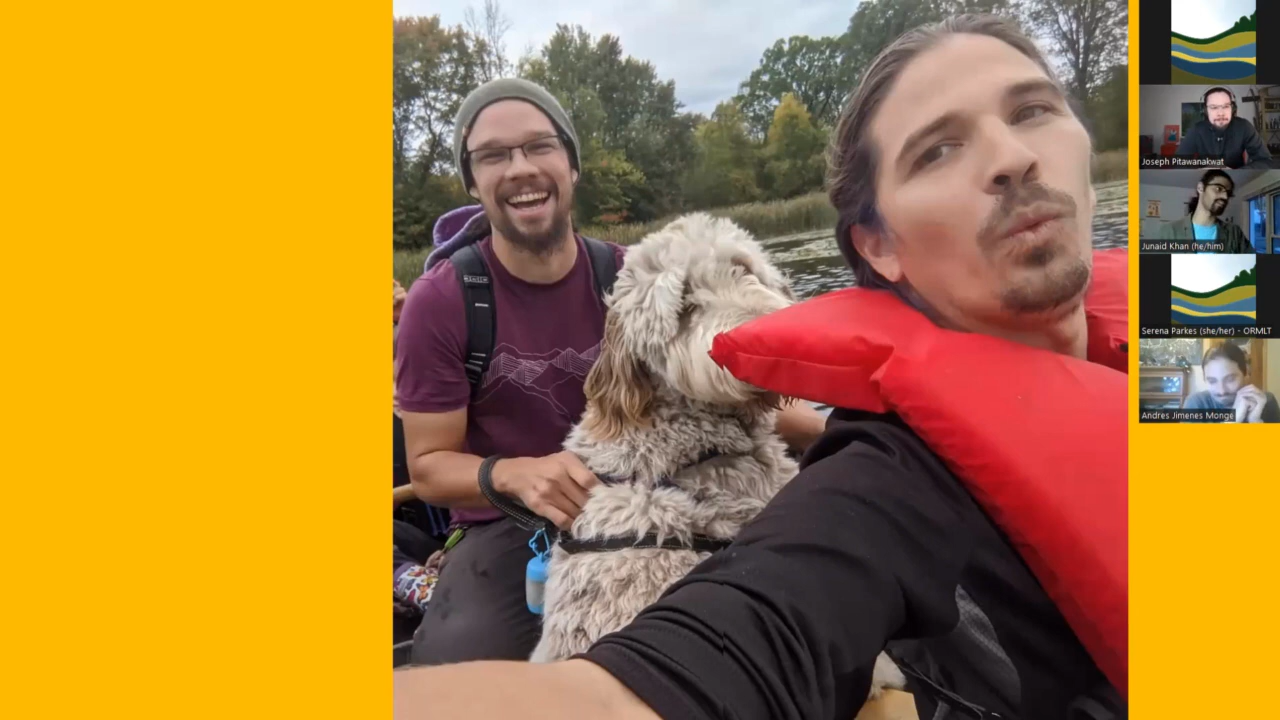 Joseph Pitawanakwat
Junaid Khan (he/him)
Serena Parkes (she/her) - ORMLT
Andres Jimenes Monge